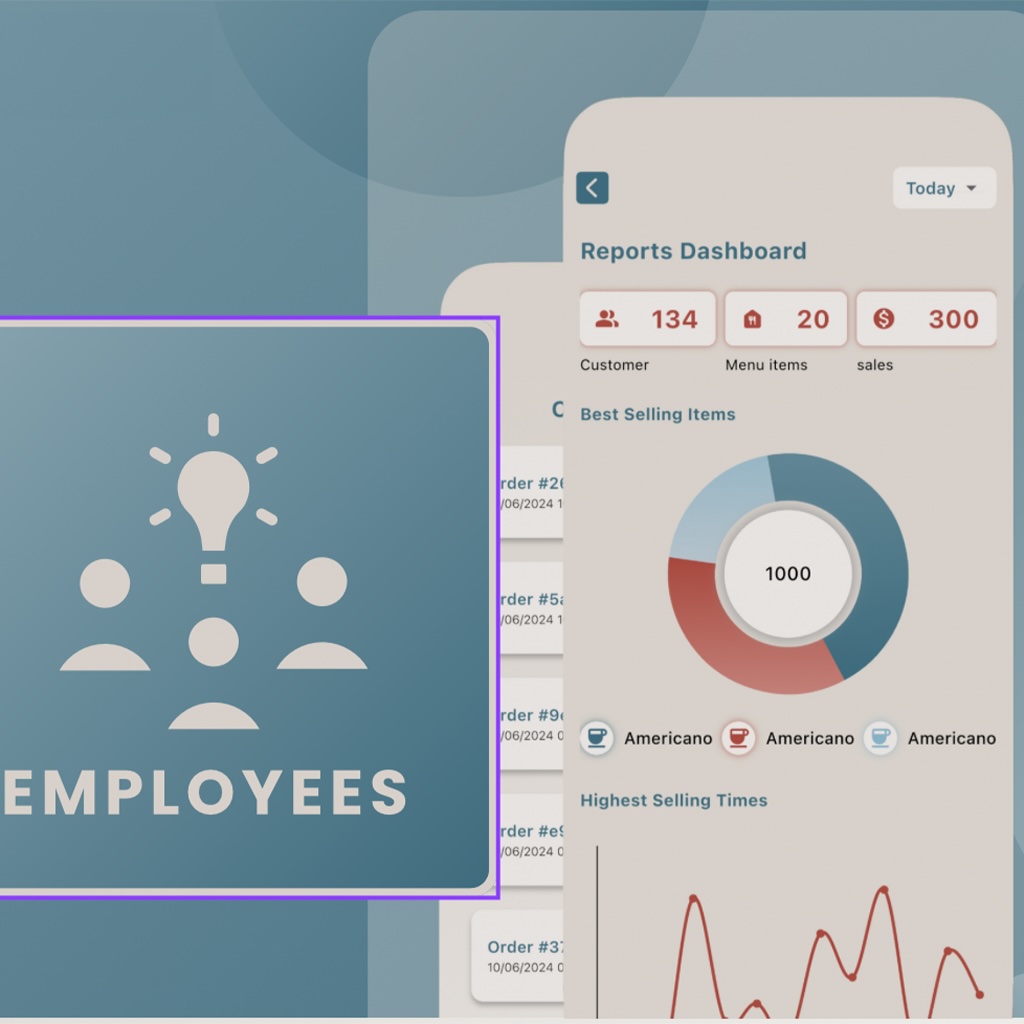 Today
Reports Dashboard
134 20 300
Customer Menu items sales
Best Selling Items
1000
Americano Americano Americano
Highest Selling Times
EMPLOYEES
rder #26
/06/2024 1
rder #5a
/06/2024 1
rder #9
/06/2024 0
rder #e9
/06/2024 0
Order #37
10/06/2024 0